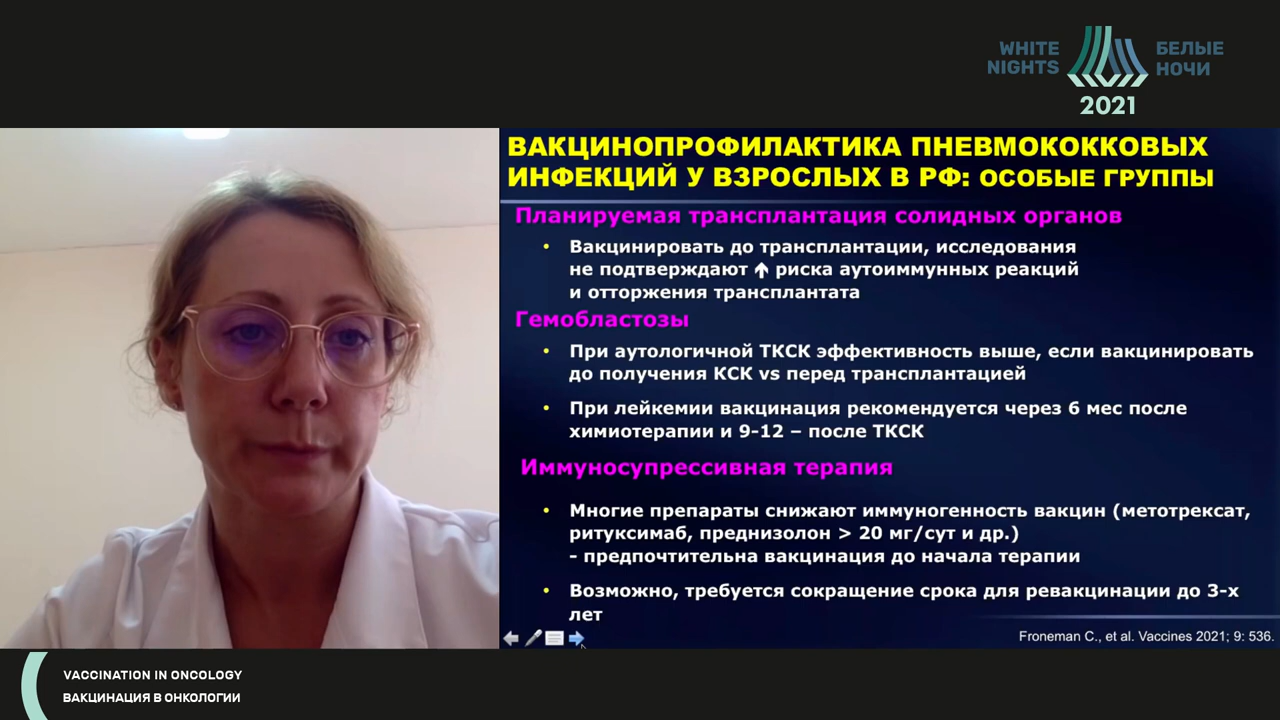 WHITE
NIGHTS
БЕЛЫЕ
НОЧИ
2021
ВАКЦИНОПРОФИЛАКТИКА ПНЕВМОКОККОВЫХ
ИНФЕКЦИЙ У ВЗРОСЛЫХ В РФ: ОСОБЫЕ ГРУППЫ
Планируемая трансплантация солидных органов
• Вакцинировать до трансплантации, исследования
не подтверждают ↑ риска аутоиммунных реакций
и отторжения трансплантата
Гемобластозы
• При аутологичной ТКСК эффективность выше, если вакцинировать
до получения КСК vs перед трансплантацией
• При лейкемии вакцинация рекомендуется через 6 мес после
химиотерапии и 9-12 – после ТКСК
Иммуносупрессивная терапия
• Многие препараты снижают иммуногенность вакцин (метотрексат,
ритуксимаб, преднизолон > 20 мг/сут и др.)
– предпочтительна вакцинация до начала терапии
• Возможно, требуется сокращение срока для ревакцинации до 3-х
лет
Froneman C., et al. Vaccines 2021; 9: 536.
VACCINATION IN ONCOLOGY
ВАКЦИНАЦИЯ В ОНКОЛОГИИ